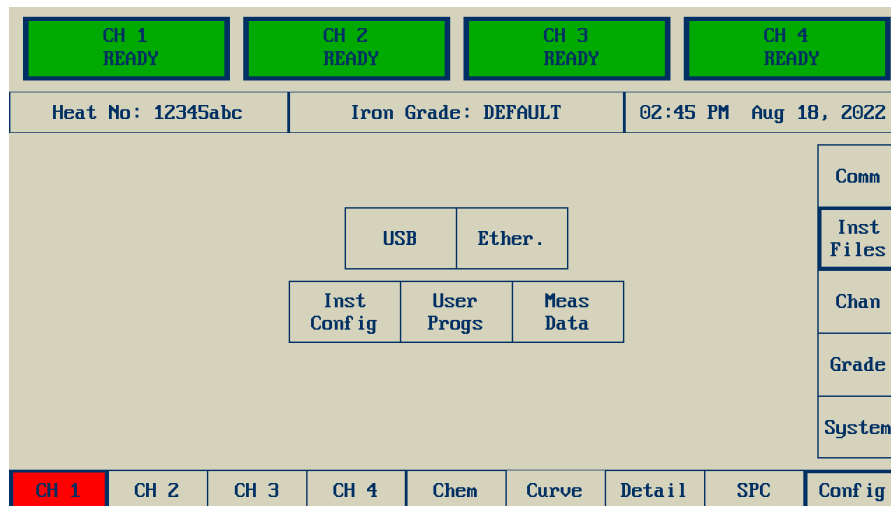 CH 1
READY
CH 2
READY
CH 3
READY
CH 4
READY
Heat No: 12345abc
Iron Grade: DEFAULT
02:45 PM Aug 18, 2022
Comm
Inst
Files
Chan
Grade
System
USB
Ether.
Inst
Config
User
Progs
Meas
Data
CH 1
CH 2
CH 3
CH 4
Chem
Curve
Detail
SPC
Config